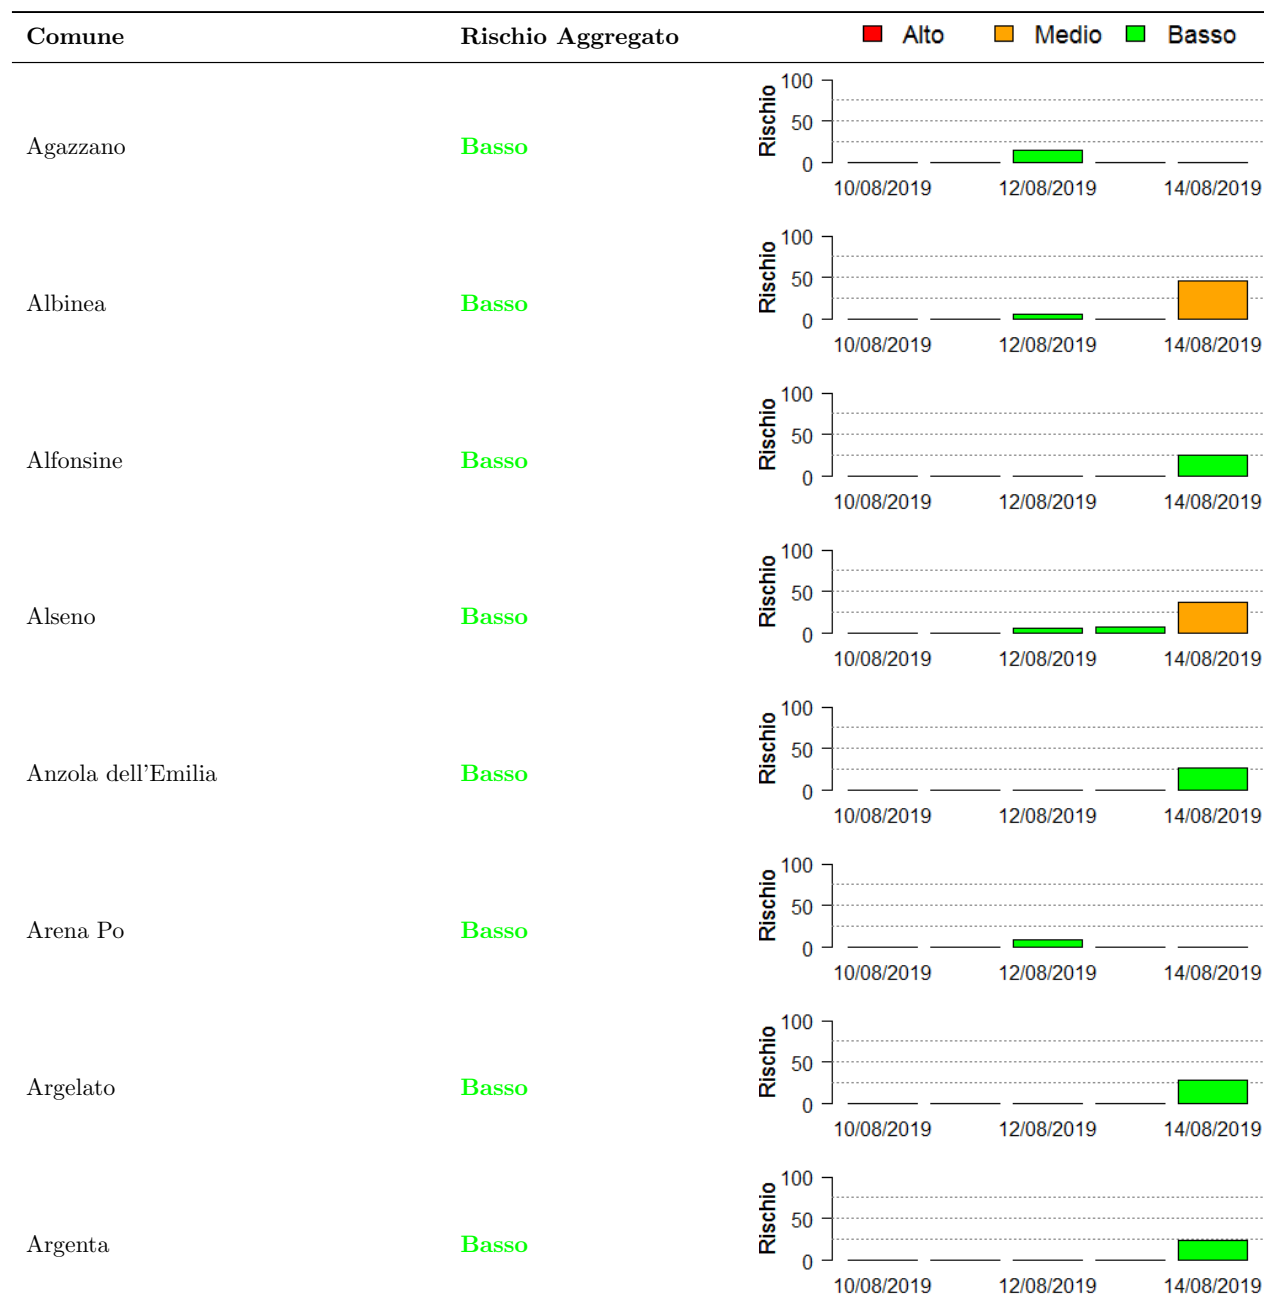 Comune Rischio Aggregato Alto Medio Basso
100
Rischio
50
Agazzano Basso
0
10/08/2019 12/08/2019 14/08/2019
100
Rischio
50
Albinea Basso
0
10/08/2019 12/08/2019 14/08/2019
100
Rischio
50
Alfonsine Basso
0
10/08/2019 12/08/2019 14/08/2019
100
Rischio
50
Alseno Basso
0
10/08/2019 12/08/2019 14/08/2019
100
Rischio
50
Anzola dell'Emilia Basso
0
10/08/2019 12/08/2019 14/08/2019
100
Rischio
50
Arena Po Basso
0
10/08/2019 12/08/2019 14/08/2019
100
Rischio
50
Argelato Basso
0
10/08/2019 12/08/2019 14/08/2019
100
Rischio
50
Argenta Basso
0
10/08/2019 12/08/2019 14/08/2019